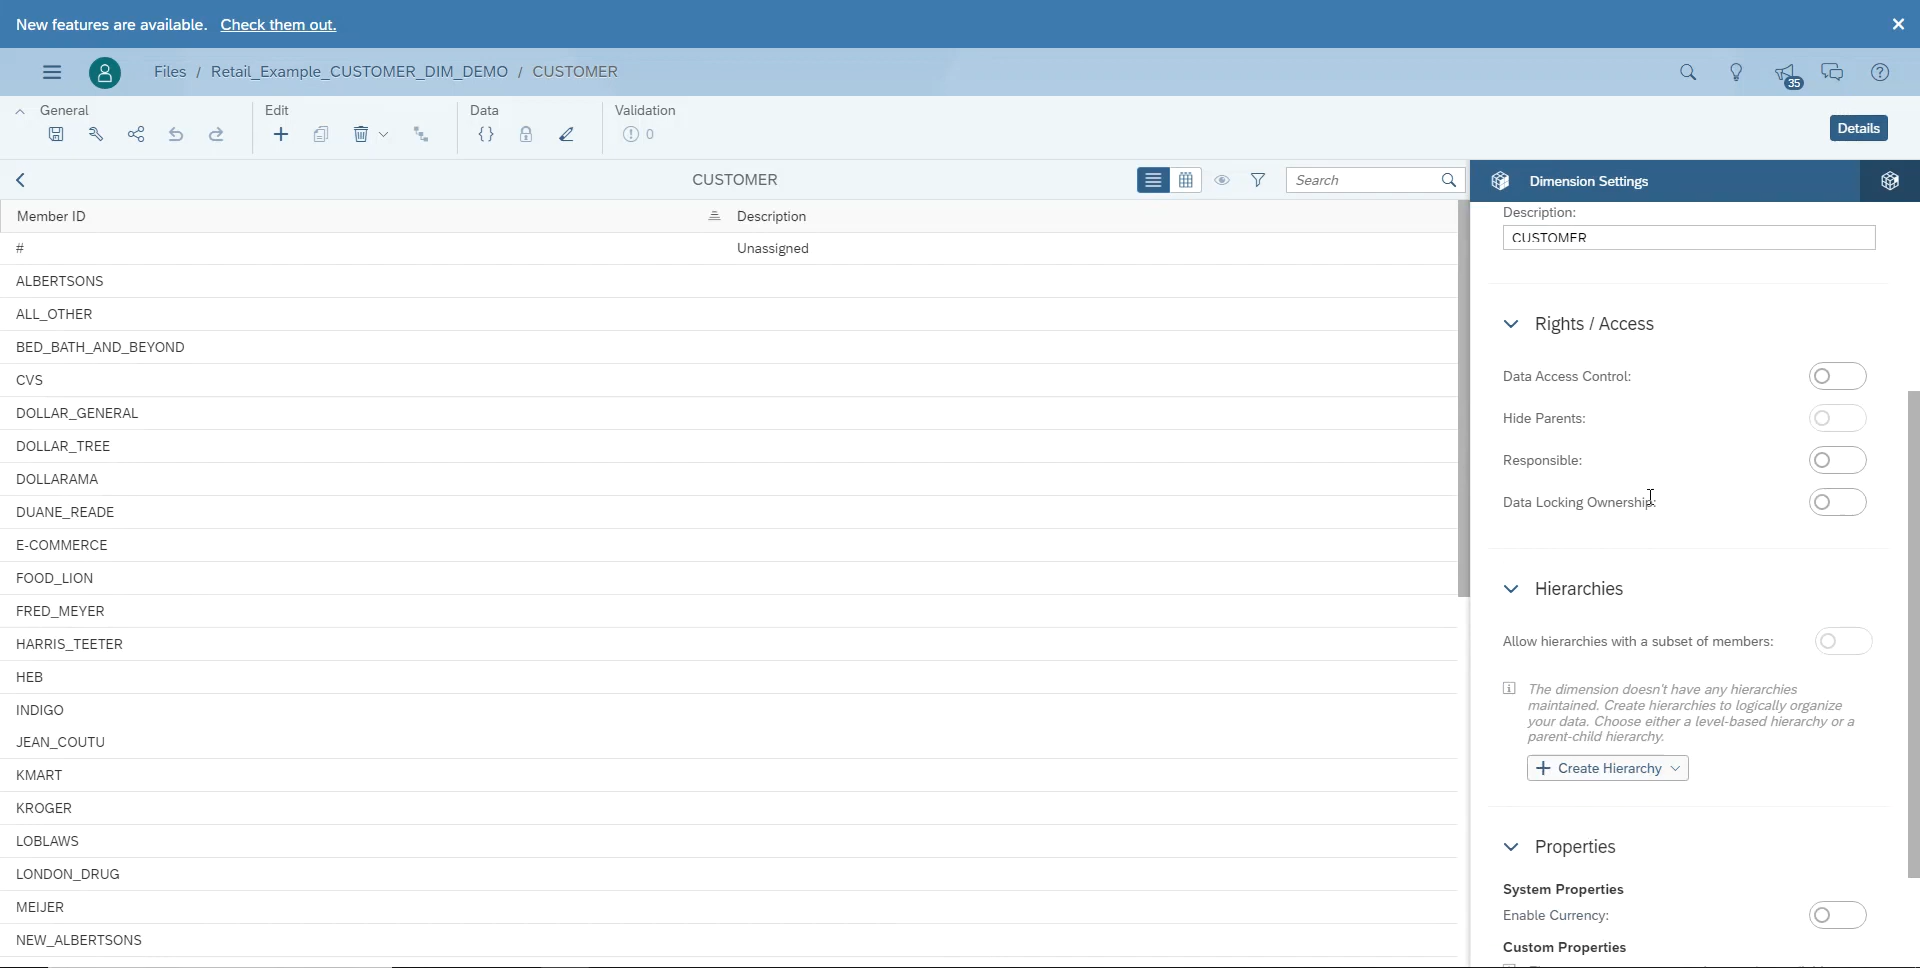 New features are available. Check them out.
Files / Retail_Example_CUSTOMER_DIM_DEMO / CUSTOMER
35
General
Edit
Data
Validation
0
Details
CUSTOMER
Search
Member ID
Description
#
Unassigned
ALBERTSONS
ALL_OTHER
BED_BATH_AND_BEYOND
CVS
DOLLAR_GENERAL
DOLLAR_TREE
DOLLARAMA
DUANE_READE
E-COMMERCE
FOOD_LION
FRED_MEYER
HARRIS_TEETER
HEB
INDIGO
JEAN_COUTU
KMART
KROGER
LOBLAWS
LONDON_DRUG
MEIJER
NEW_ALBERTSONS
Dimension Settings
Description:
CUSTOMER
Rights / Access
Data Access Control:
Hide Parents:
Responsible:
Data Locking Ownership:
Hierarchies
Allow hierarchies with a subset of members:
The dimension doesn't have any hierarchies
maintained. Create hierarchies to logically organize
your data. Choose either a level-based hierarchy or a
parent-child hierarchy.
+ Create Hierarchy
Properties
System Properties
Enable Currency:
Custom Properties